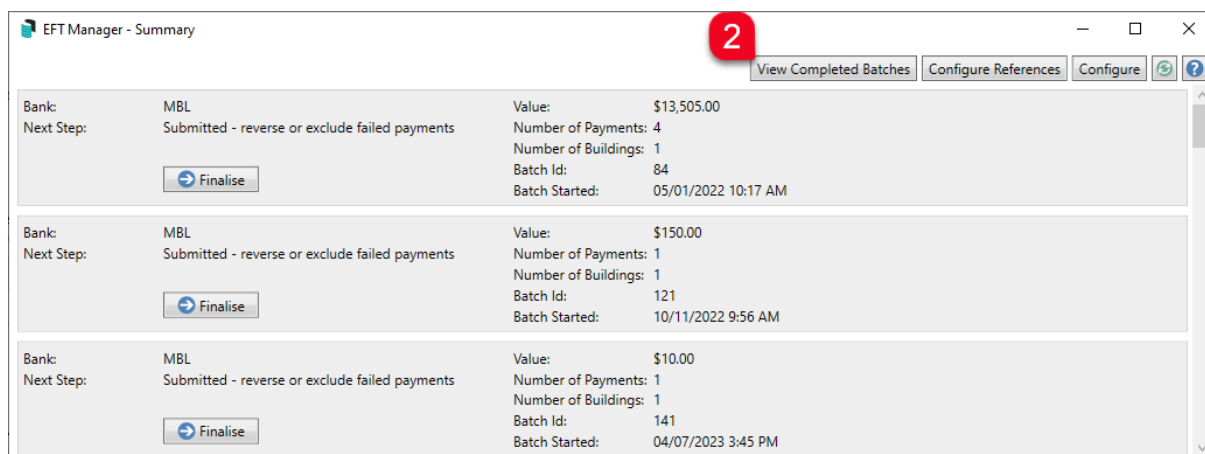 EFT Manager - Summary
2
View Completed Batches Configure References Configure ?
Bank: MBL Value: $13,505.00
Next Step: Submitted - reverse or exclude failed payments Number of Payments: 4
Number of Buildings: 1
Finalise Batch Id: 84
Batch Started: 05/01/2022 10:17 AM
Bank: MBL Value: $150.00
Next Step: Submitted - reverse or exclude failed payments Number of Payments: 1
Number of Buildings: 1
Finalise Batch Id: 121
Batch Started: 10/11/2022 9:56 AM
Bank: MBL Value: $10.00
Next Step: Submitted - reverse or exclude failed payments Number of Payments: 1
Number of Buildings: 1
Finalise Batch Id: 141
Batch Started: 04/07/2023 3:45 PM